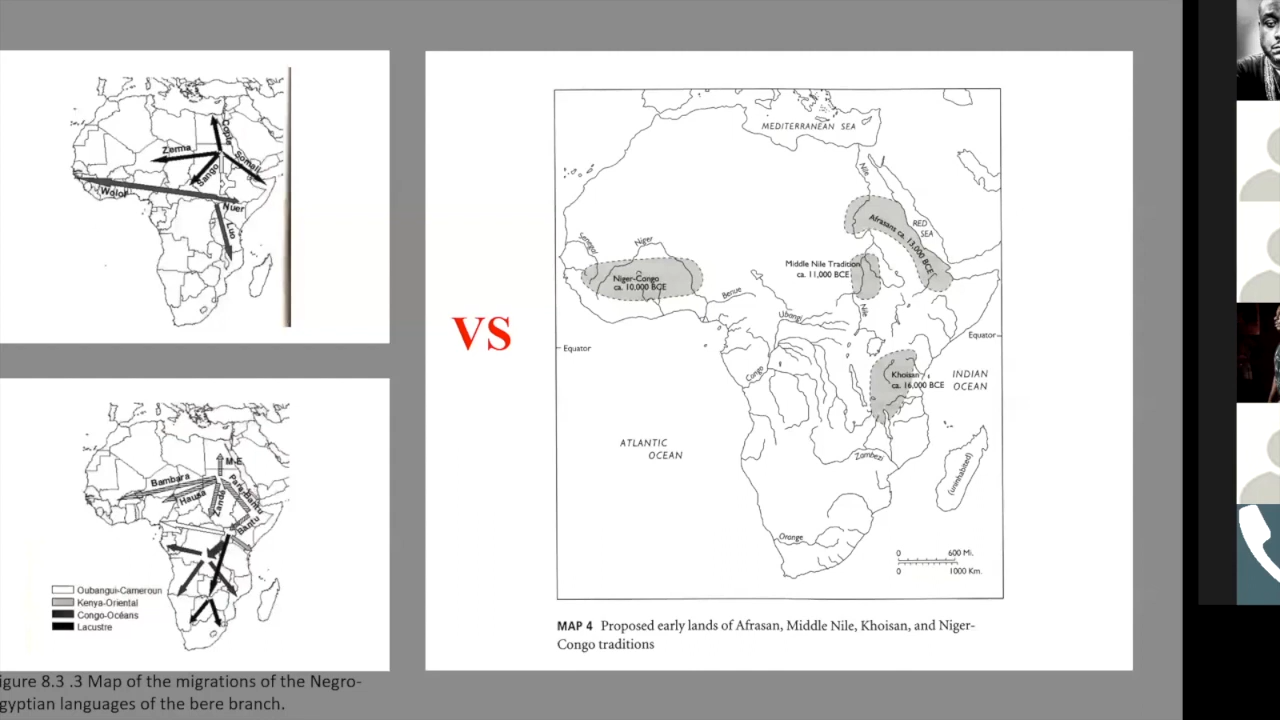 Copte
Zerma
Somali
Sango
Wolof
Nuer
Luo
M-E
Bambara
Hausa
Zandé
Bantu
Oubangui-Cameroun
Kenya-Oriental
Congo-Océans
Lacustre
igure 8.3 .3 Map of the migrations of the Negro-
gyptian languages of the bere branch.
VS
MEDITERRANEAN SEA
Nile
RED
SEA
Afrasans ca. 13,000 BCE
Senegal
Niger
Middle Nile Tradition
ca. 11,000 BCE
Niger-Congo
ca. 10,000 BCE
Benue
Nile
Ubangi
Equator
Equator
Congo
Khoisan
ca. 16,000 BCE
INDIAN
OCEAN
ATLANTIC
OCEAN
Zambezi
(uninhabited)
Orange
0 600 Mi.
0 1000 Km.
MAP 4 Proposed early lands of Afrasan, Middle Nile, Khoisan, and Niger-
Congo traditions